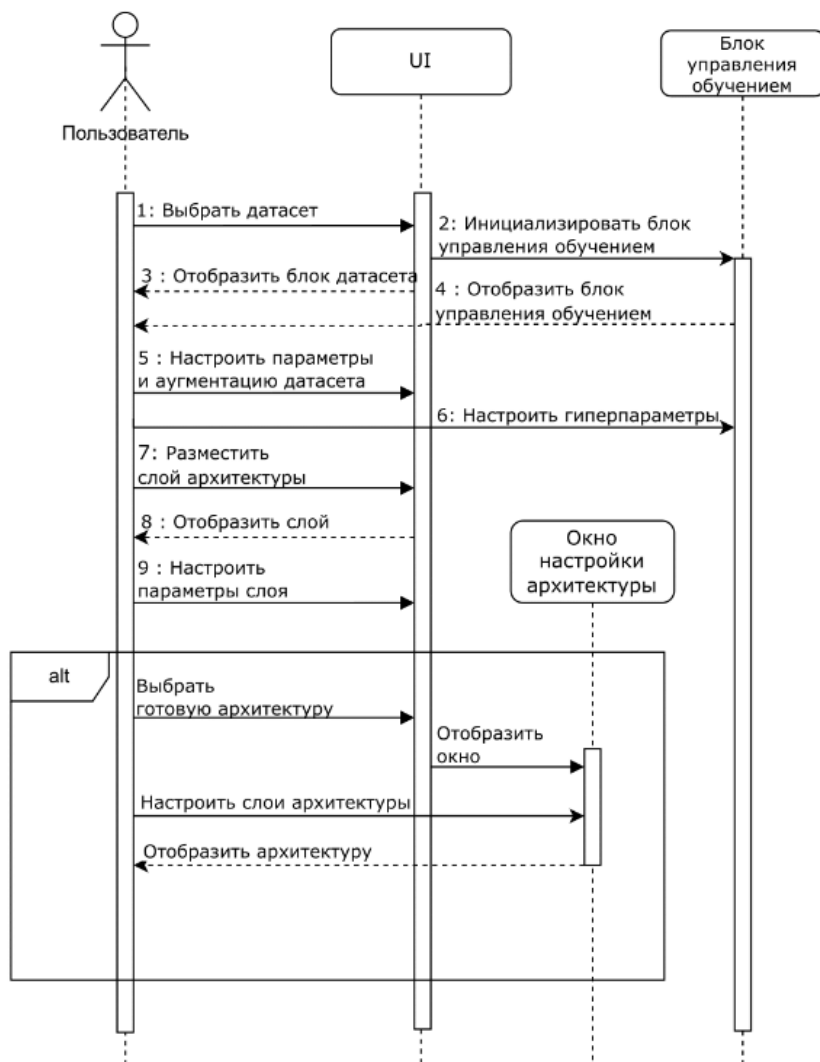 UI
Блок
управления
обучением
Пользователь
1: Выбрать датасет
2: Инициализировать блок
управления обучением
3 : Отобразить блок датасета
4 : Отобразить блок
управления обучением
5 : Настроить параметры
и аугментацию датасета
6: Настроить гиперпараметры
7: Разместить
слой архитектуры
8 : Отобразить слой
Окно
настройки
архитектуры
9 : Настроить
параметры слоя
alt
Выбрать
готовую архитектуру
Отобразить
окно
Настроить слои архитектуры
Отобразить архитектуру